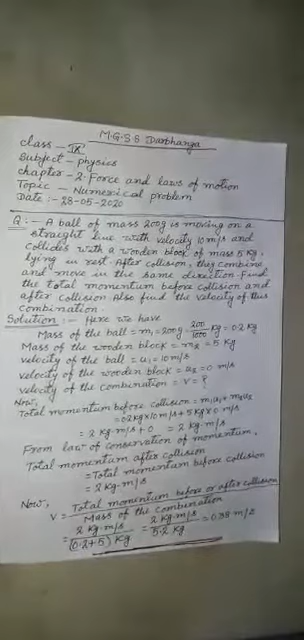 M.G.S.S Darbhanga
class - IX
Subject - physics
chapter - 2. Force and laws of motion
Topic - Numerical problem
Date :- 28-05-2020
Q:- A ball of mass 200g is moving on a
straight line with velocity 10 m/s and
collides with a wooden block of mass 5 Kg,
lying in rest. After collision, they combine
and move in the same direction. Find
the total momentum before collision and
after collision. Also find the velocity of this
combination.
Solution :- Here we have
Mass of the ball = m₁ = 200g 200/1000 kg = 0.2 Kg
Mass of the wooden block = m₂ = 5 Kg
velocity of the ball = u₁ = 10 m/s
velocity of the wooden block = u₂ = 0 m/s
velocity of the combination = v = ?
Now,
Total momentum before collision = m₁u₁ + m₂u₂
= 0.2 kg x 10 m/s + 5 Kg x 0 m/s
= 2 Kg. m/s + 0 = 2 kg - m/s
From law of conservation of momentum,
Total momentum after collision
= Total momentum before collision
= 2 kg - m/s
Now,
V = Total momentum before or after collision / Mass of the combination
= 2 Kg. m/s / (0.2+5) Kg = 2 Kg. m/s / 5.2 Kg = 0.38 m/s